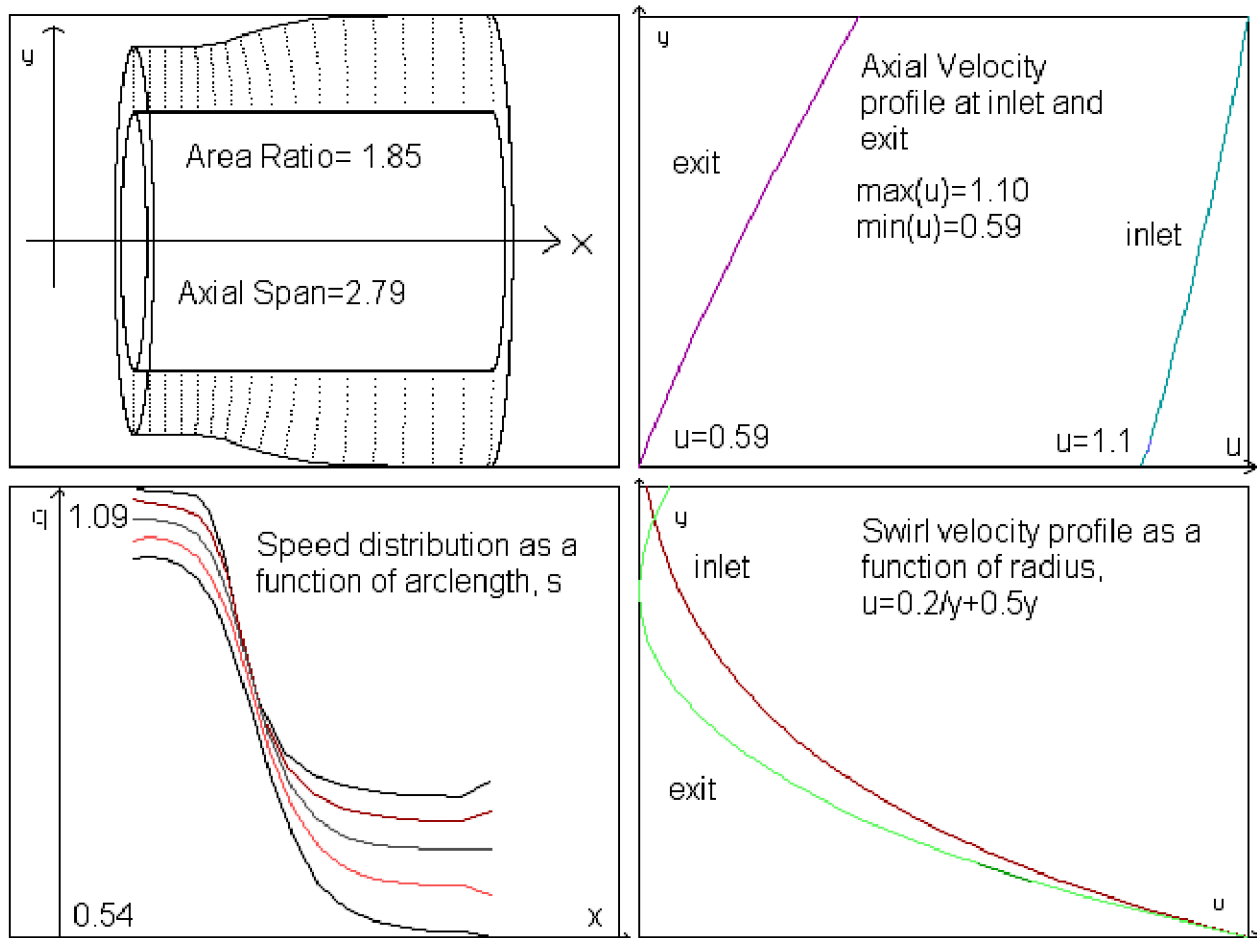 y
Area Ratio= 1.85
x
Axial Span=2.79
y
Axial Velocity
profile at inlet and
exit
exit
max(u)=1.10
min(u)=0.59
inlet
u=0.59
u=1.1
u
q
1.09
Speed distribution as a
function of arclength, s
0.54
x
y
inlet
Swirl velocity profile as a
function of radius,
u=0.2/y+0.5y
exit
u